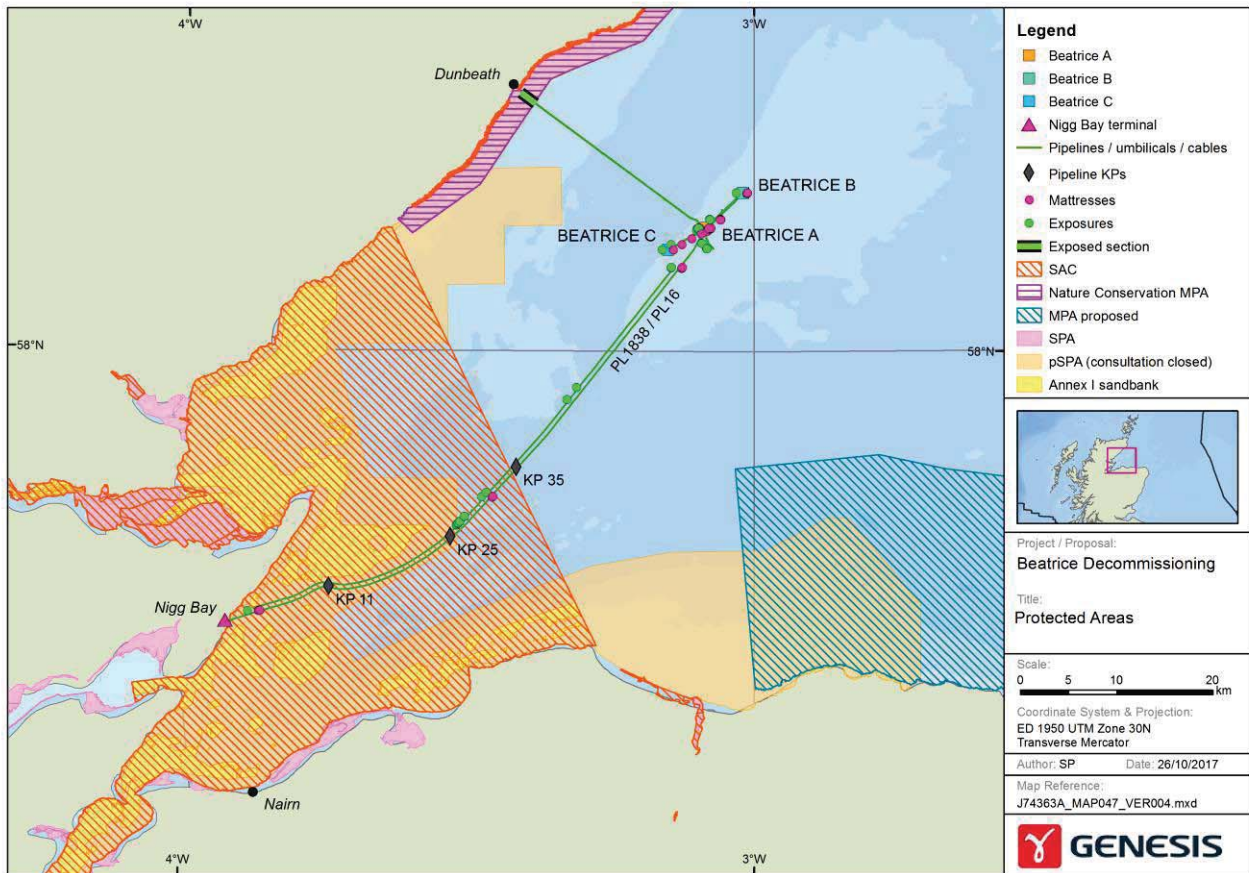 4°W
3°W
Dunbeath
BEATRICE B
BEATRICE C
BEATRICE A
58°N
58°N
PL1838 / PL16
KP 35
KP 25
KP 11
Nigg Bay
Nairn
4°W
3°W
Legend
Beatrice A
Beatrice B
Beatrice C
Nigg Bay terminal
Pipelines / umbilicals / cables
Pipeline KPs
Mattresses
Exposures
Exposed section
SAC
Nature Conservation MPA
MPA proposed
SPA
pSPA (consultation closed)
Annex I sandbank
Project / Proposal:
Beatrice Decommissioning
Title:
Protected Areas
Scale:
0 5 10 20
km
Coordinate System & Projection:
ED 1950 UTM Zone 30N
Transverse Mercator
Author: SP Date: 26/10/2017
Map Reference:
J74363A_MAP047_VER004.mxd
GENESIS